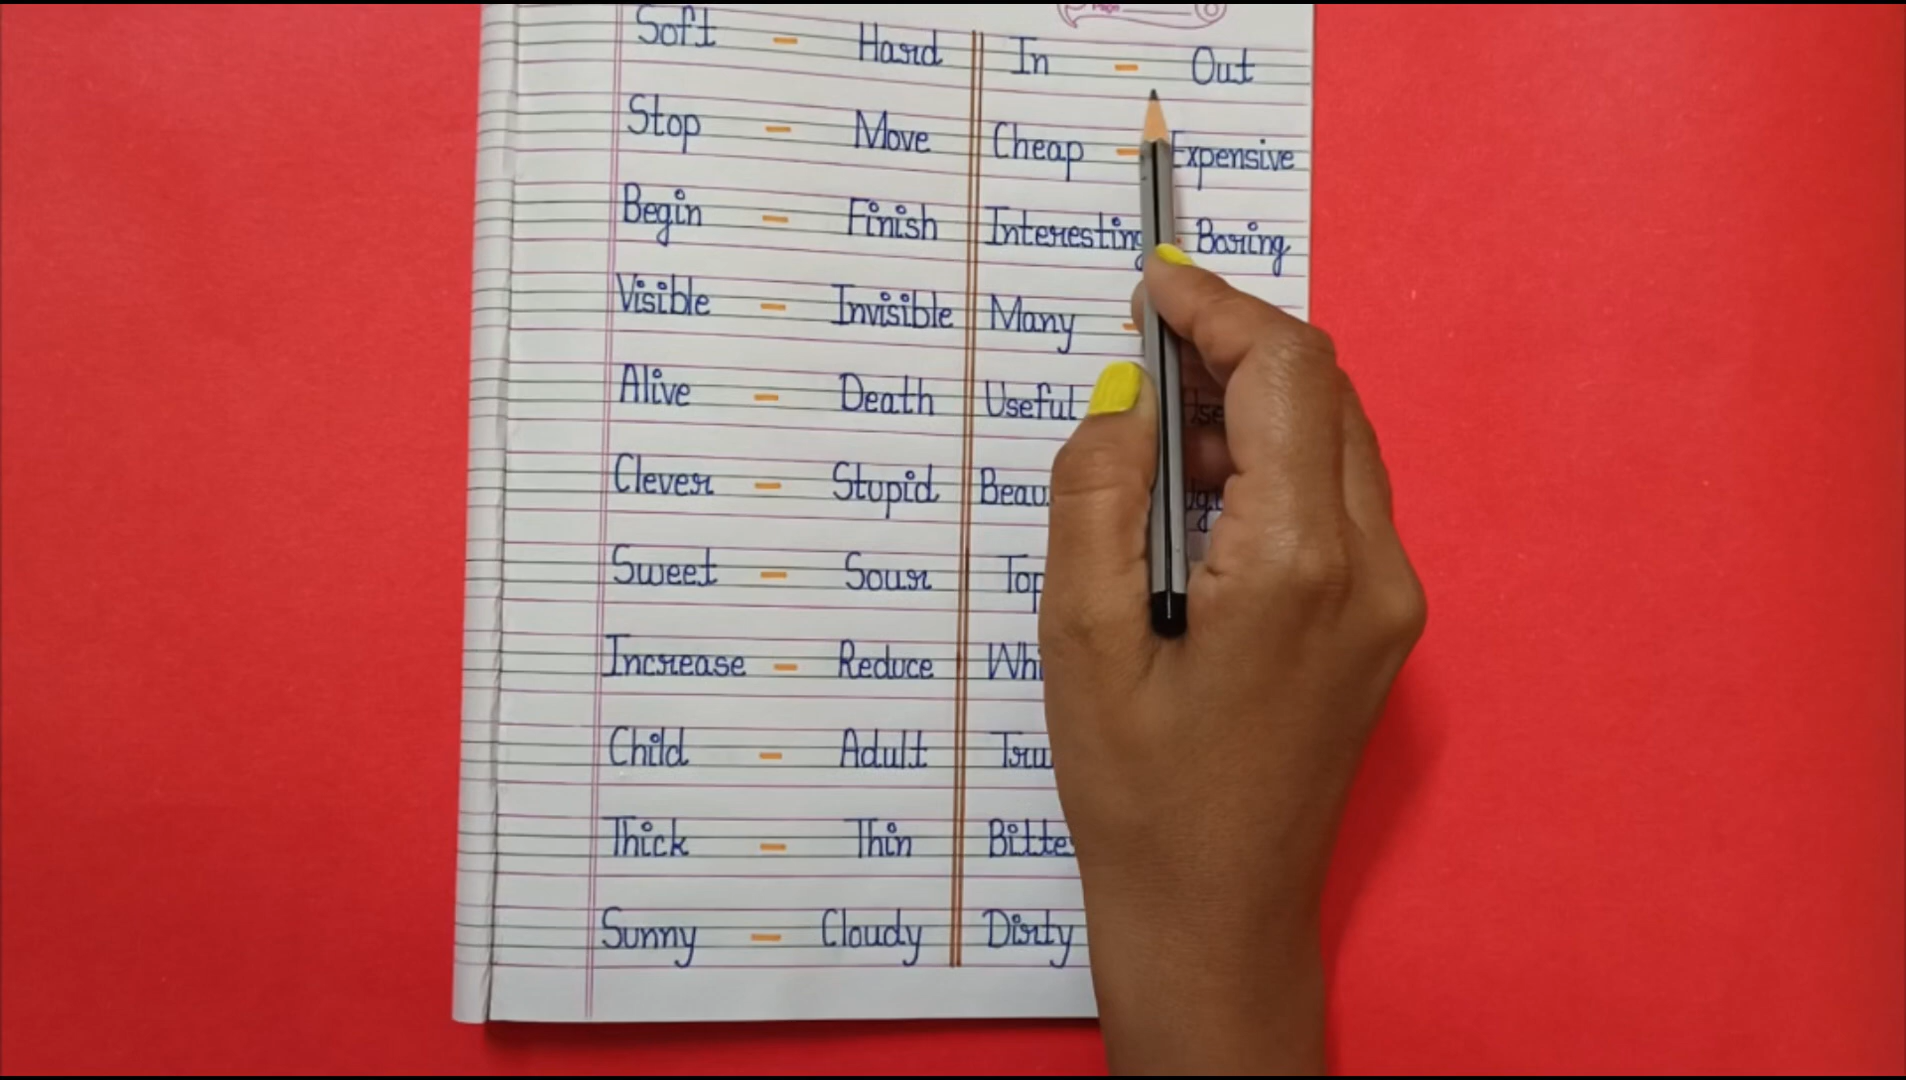 Soft - Hard In - Out
Stop - Move Cheap - Expensive
Begin - Finish Interesting - Boring
Visible - Invisible Many -
Alive - Death Useful
Clever - Stupid
Sweet - Sour
Increase - Reduce
Child - Adult
Thick - Thin
Sunny - Cloudy Dirty